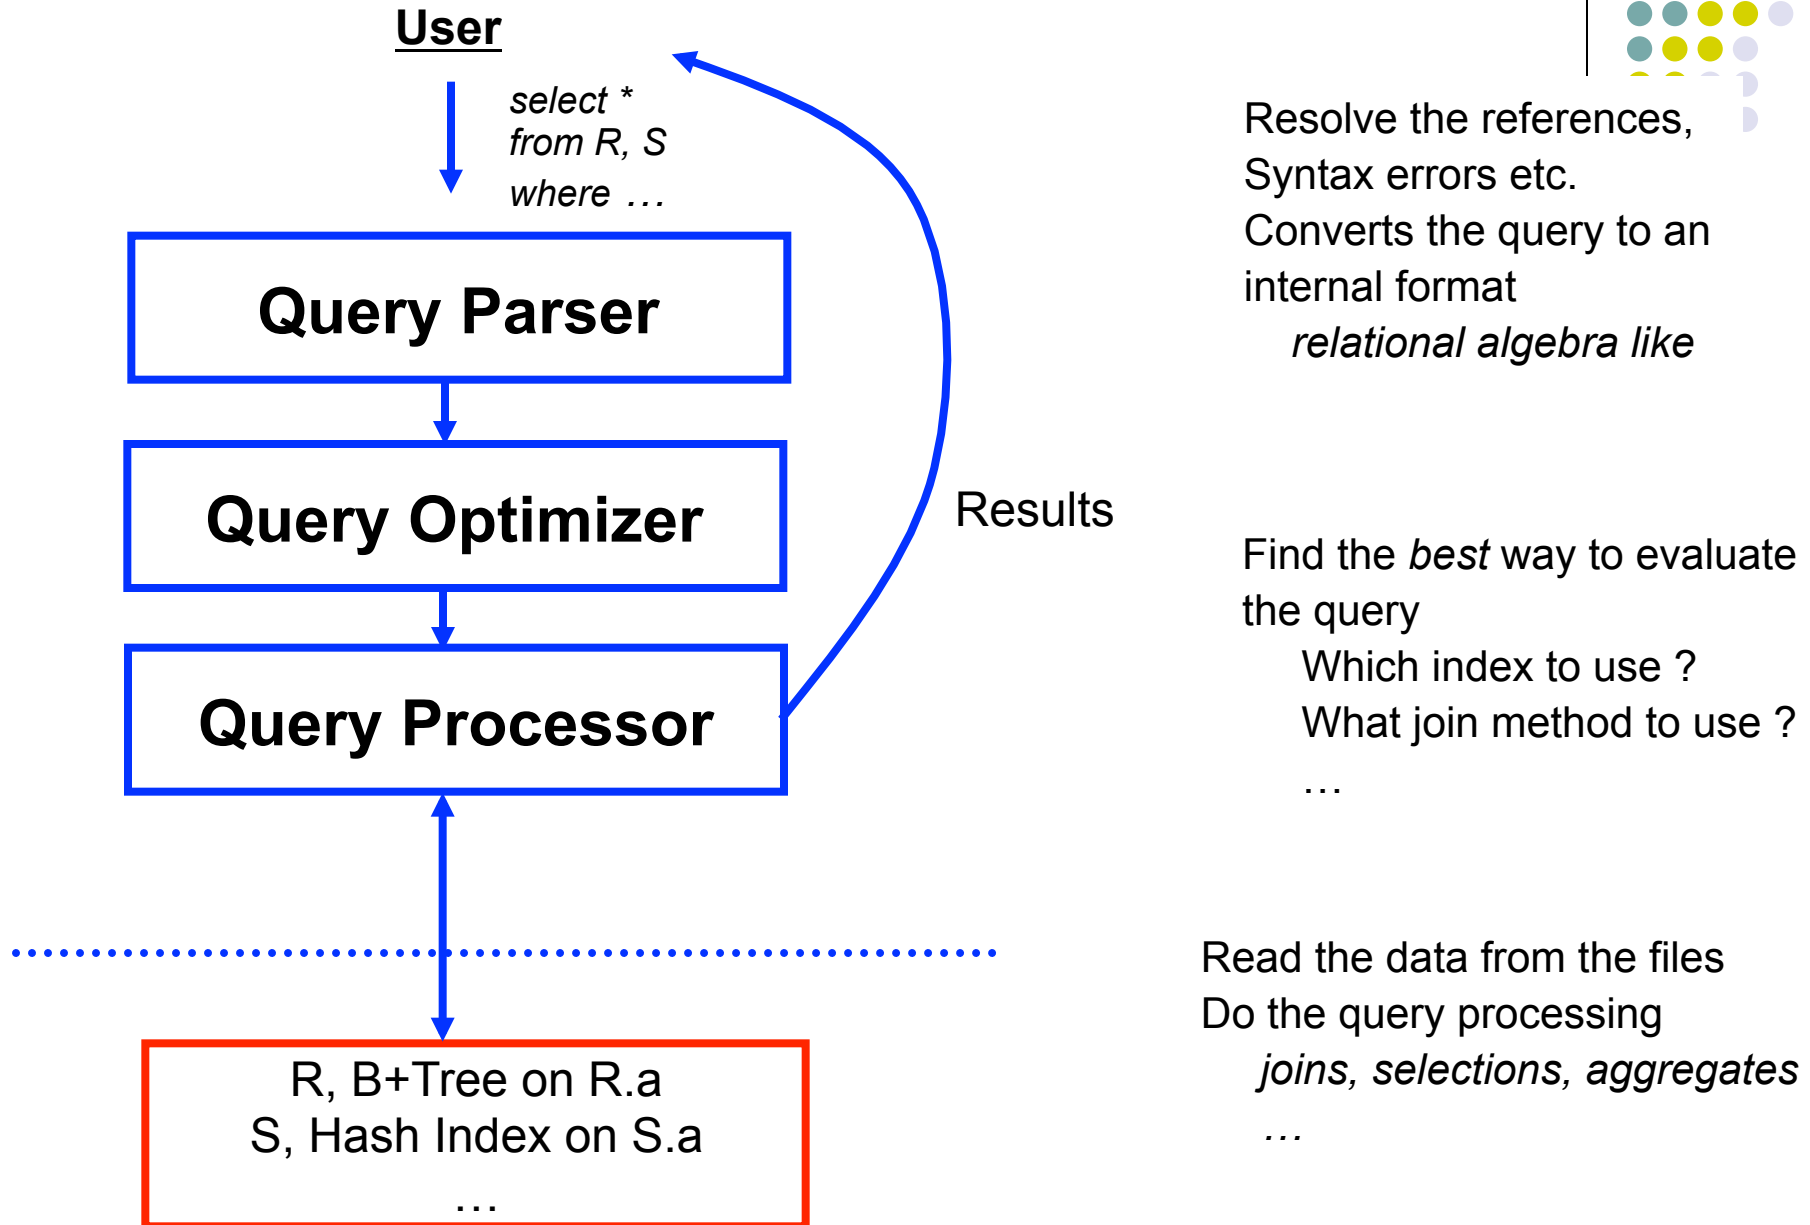 User
select *
from R, S
where …
Query Parser
Query Optimizer
Query Processor
Results
R, B+Tree on R.a
S, Hash Index on S.a
…
Resolve the references,
Syntax errors etc.
Converts the query to an
internal format
relational algebra like
Find the best way to evaluate
the query
Which index to use ?
What join method to use ?
…
Read the data from the files
Do the query processing
joins, selections, aggregates
…